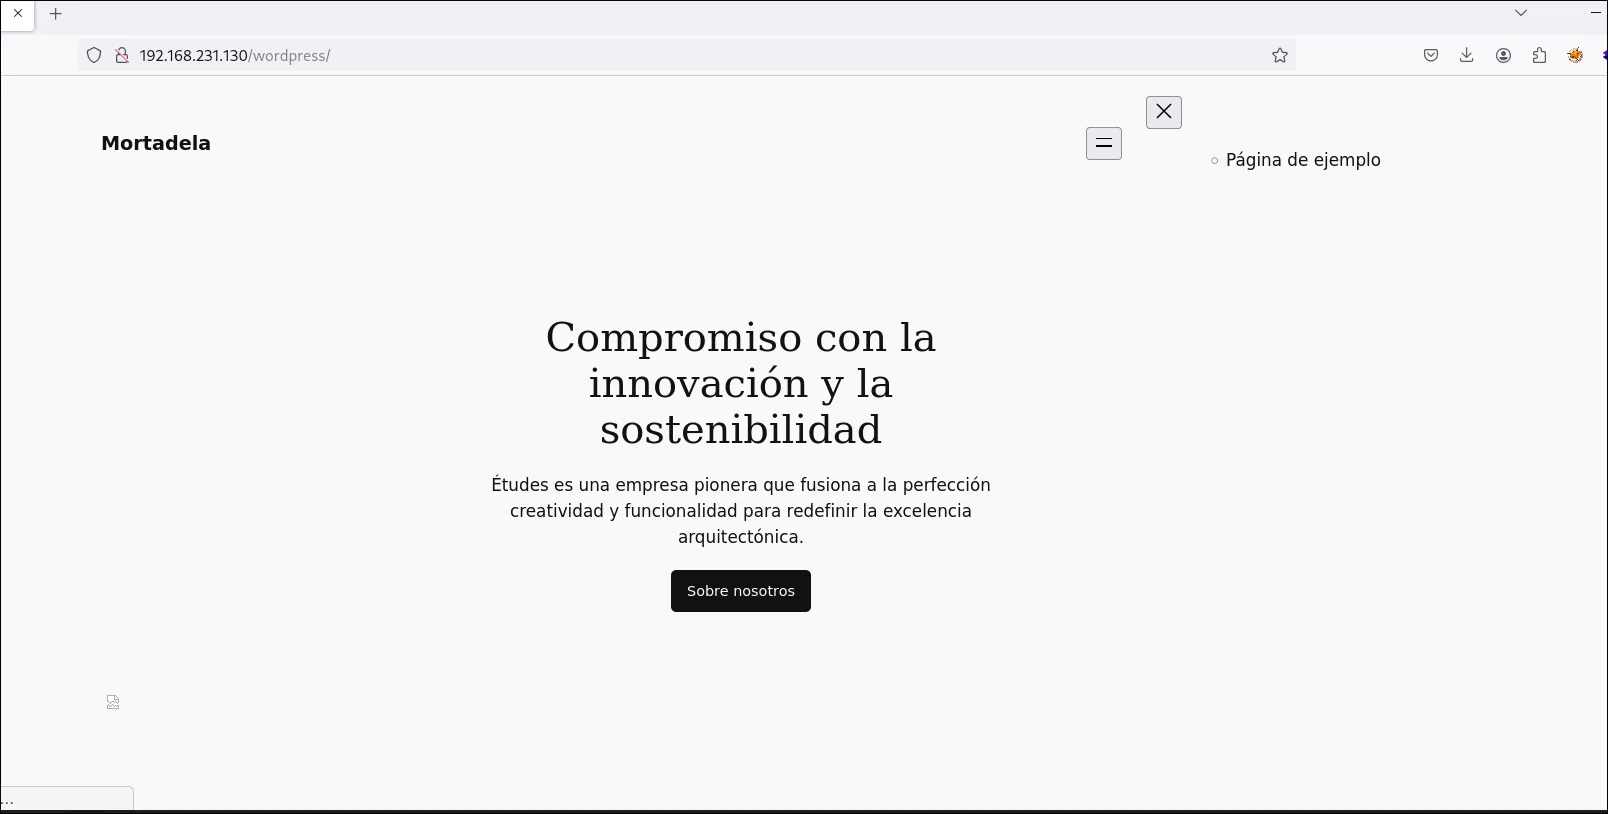 192.168.231.130/wordpress/
Mortadela
Página de ejemplo
Compromiso con la
innovación y la
sostenibilidad
Études es una empresa pionera que fusiona a la perfección
creatividad y funcionalidad para redefinir la excelencia
arquitectónica.
Sobre nosotros
...